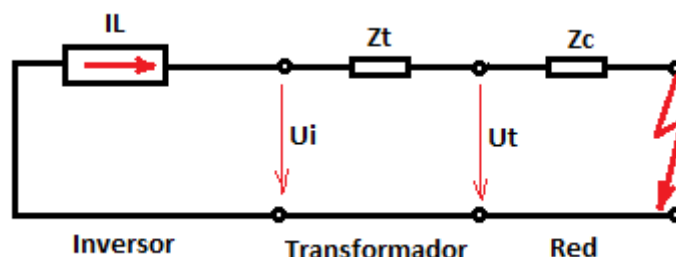 IL
Zt
Zc
Ui
Ut
Inversor
Transformador
Red